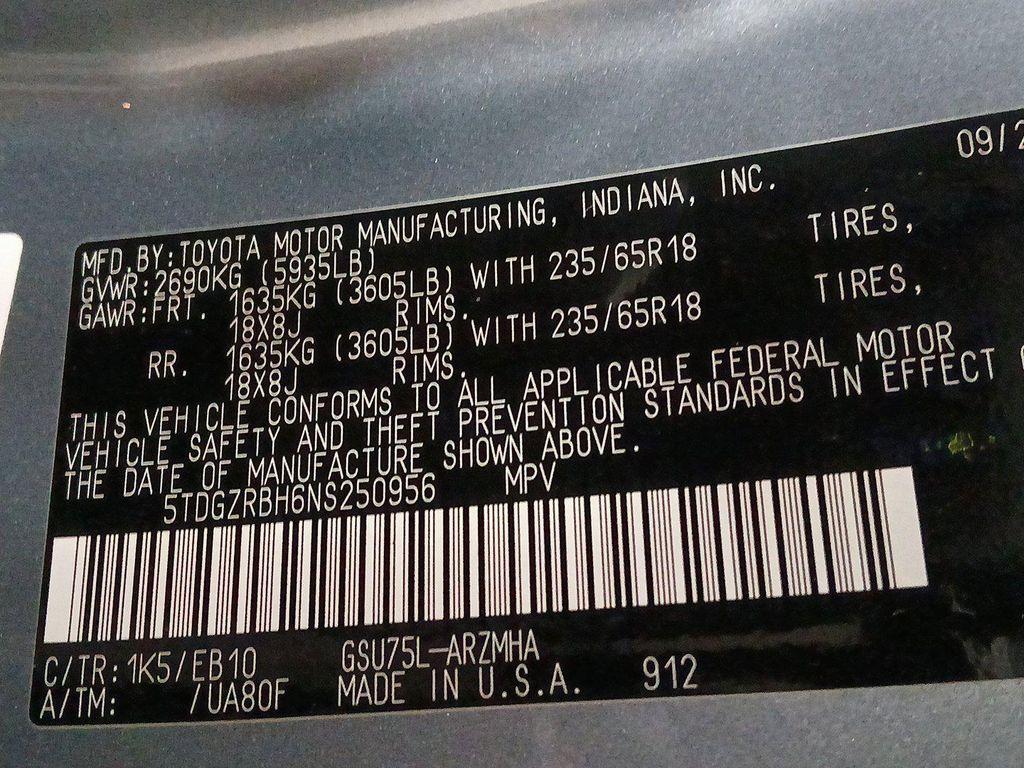 09/2
MFD.BY:TOYOTA MOTOR MANUFACTURING, INDIANA, INC.
GVWR:2690KG (5935LB)
GAWR:FRT. 1635KG (3605LB) WITH 235/65R18 TIRES,
18X8J RIMS.
RR. 1635KG (3605LB) WITH 235/65R18 TIRES,
18X8J RIMS.
THIS VEHICLE CONFORMS TO ALL APPLICABLE FEDERAL MOTOR
VEHICLE SAFETY AND THEFT PREVENTION STANDARDS IN EFFECT
THE DATE OF MANUFACTURE SHOWN ABOVE.
5TDGZRBH6NS250956 MPV
C/TR:1K5/EB10 GSU75L-ARZMHA
A/TM: /UA80F MADE IN U.S.A. 912